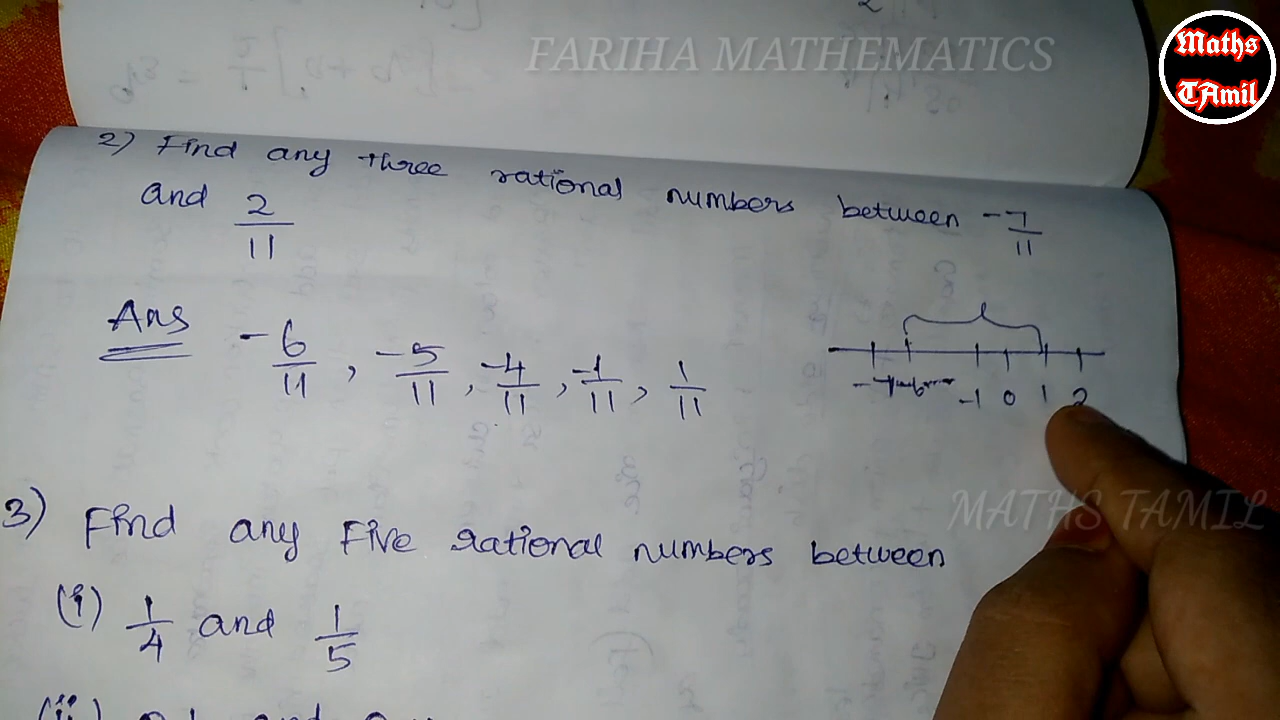 FARIHA MATHEMATICS
Maths
TAmil
2) Find any three rational numbers between -7/11
and 2/11
Ans -6/11, -5/11, -4/11, -1/11, 1/11
-1 0 1 2
MATHS TAMIL
3) Find any Five rational numbers between
(i) 1/4 and 1/5
(ii) and